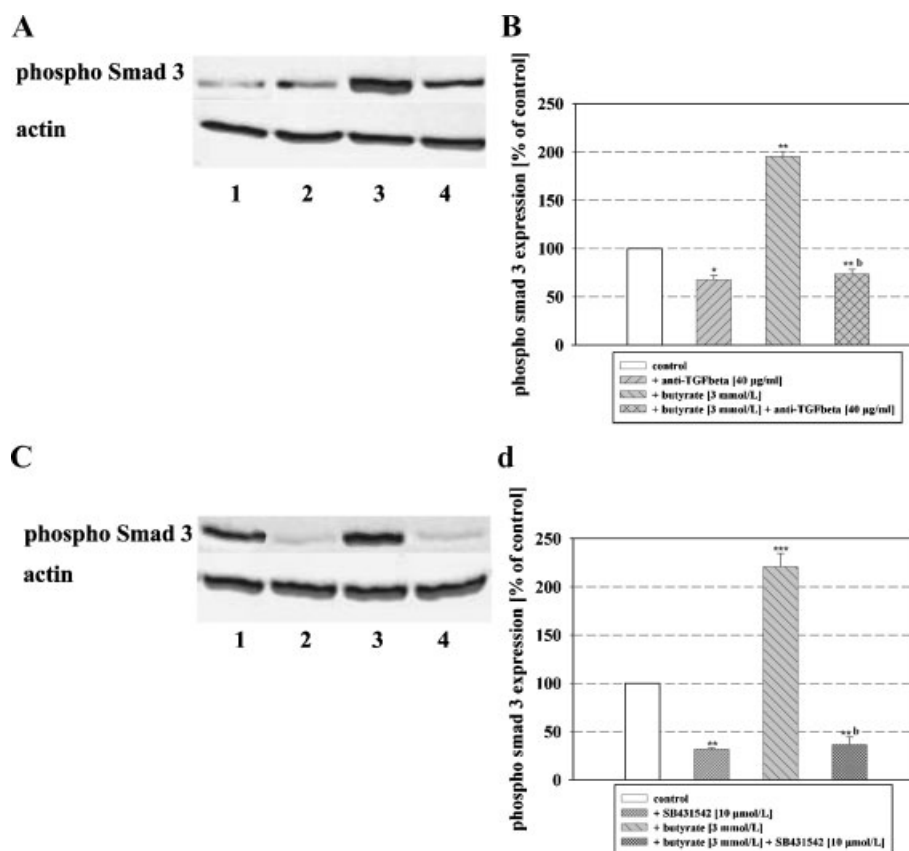 A
phospho Smad 3
actin
1 2 3 4
B
phospho smad 3 expression [% of control]
250
200
150
100
50
0
*
**
** b
control
+ anti-TGFbeta [40 µg/ml]
+ butyrate [3 mmol/L]
+ butyrate [3 mmol/L] + anti-TGFbeta [40 µg/ml]
C
phospho Smad 3
actin
1 2 3 4
d
phospho smad 3 expression [% of control]
250
200
150
100
50
0
**
***
** b
control
+ SB431542 [10 µmol/L]
+ butyrate [3 mmol/L]
+ butyrate [3 mmol/L] + SB431542 [10 µmol/L]